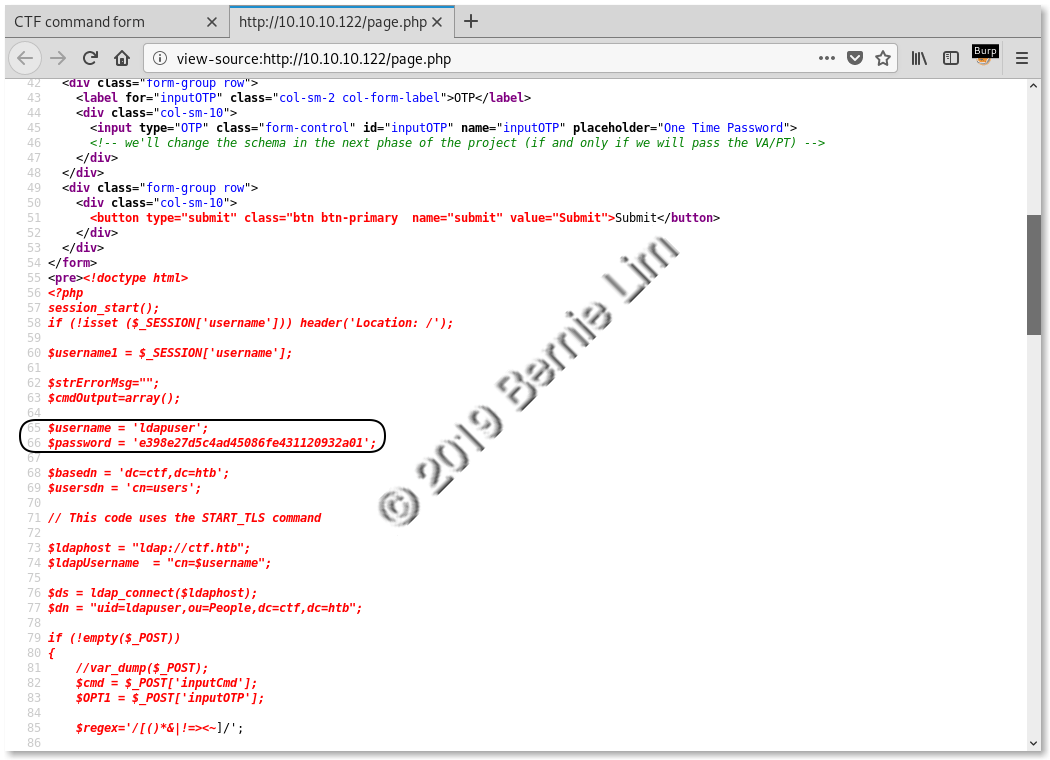 CTF command form
http://10.10.10.122/page.php
Burp
view-source:http://10.10.10.122/page.php
42 <div class="form-group row">
43 <label for="inputOTP" class="col-sm-2 col-form-label">OTP</label>
44 <div class="col-sm-10">
45 <input type="OTP" class="form-control" id="inputOTP" name="inputOTP" placeholder="One Time Password">
46 <!-- we'll change the schema in the next phase of the project (if and only if we will pass the VA/PT) -->
47 </div>
48 </div>
49 <div class="form-group row">
50 <div class="col-sm-10">
51 <button type="submit" class="btn btn-primary  name="submit" value="Submit">Submit</button>
52 </div>
53 </div>
54 </form>
55 <pre><!doctype html>
56 <?php
57 session_start();
58 if (!isset ($_SESSION['username'])) header('Location: /');
59
60 $username1 = $_SESSION['username'];
61
62 $strErrorMsg="";
63 $cmdOutput=array();
64
65 $username = 'ldapuser';
66 $password = 'e398e27d5c4ad45086fe431120932a01';
67
68 $basedn = 'dc=ctf,dc=htb';
69 $usersdn = 'cn=users';
70
71 // This code uses the START_TLS command
72
73 $ldaphost = "ldap://ctf.htb";
74 $ldapUsername  = "cn=$username";
75
76 $ds = ldap_connect($ldaphost);
77 $dn = "uid=ldapuser,ou=People,dc=ctf,dc=htb";
78
79 if (!empty($_POST))
80 {
81 //var_dump($_POST);
82 $cmd = $_POST['inputCmd'];
83 $OPT1 = $_POST['inputOTP'];
84
85 $regex='/[()*&|!=><~]/';
86
© 2019 Bernie Lim